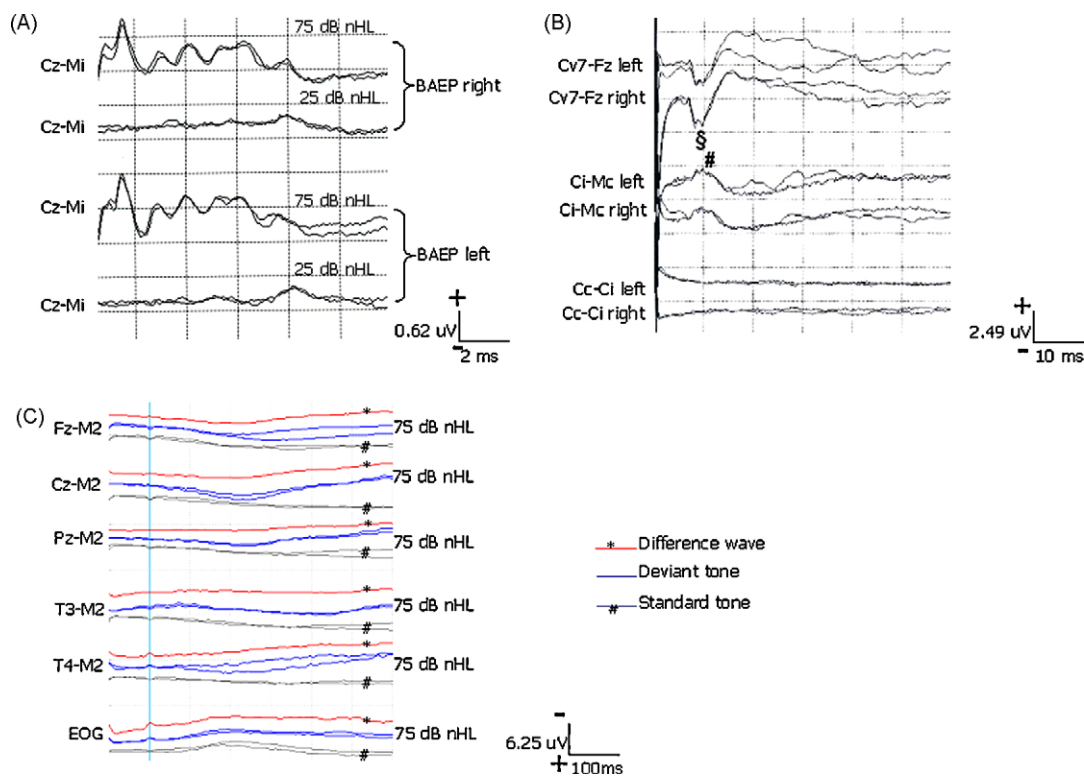 (A)
75 dB nHL
Cz-Mi
BAEP right
25 dB nHL
Cz-Mi
75 dB nHL
Cz-Mi
BAEP left
25 dB nHL
Cz-Mi
+
0.62 uV
-
2 ms
(B)
Cv7-Fz left
Cv7-Fz right
§
#
Ci-Mc left
Ci-Mc right
Cc-Ci left
Cc-Ci right
+
2.49 uV
-
10 ms
(C)
*
Fz-M2
75 dB nHL
#
*
Cz-M2
75 dB nHL
#
*
Pz-M2
75 dB nHL
#
*
T3-M2
75 dB nHL
#
*
T4-M2
75 dB nHL
#
*
EOG
75 dB nHL
#
* Difference wave
Deviant tone
# Standard tone
-
6.25 uV
+
100ms